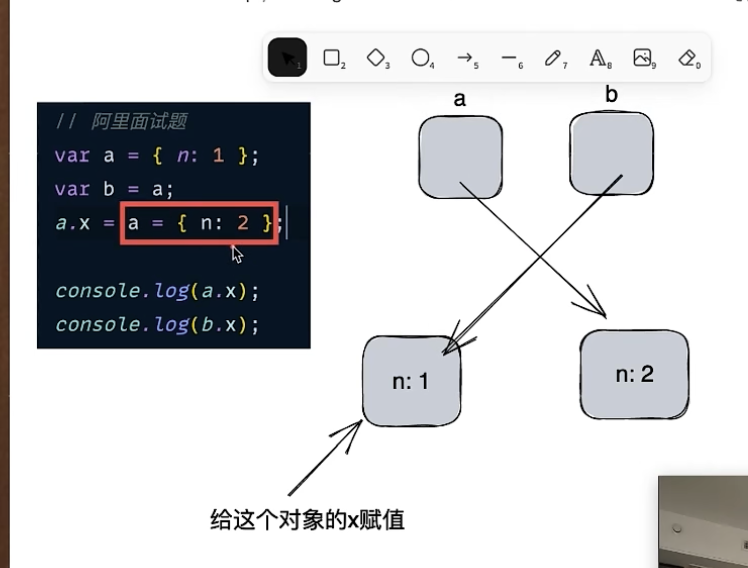 1
2
3
4
5
6
7
A8
9
0
a
b
// 阿里面试题
var a = { n: 1 };
var b = a;
a.x = a = { n: 2 };
console.log(a.x);
console.log(b.x);
n: 1
n: 2
给这个对象的x赋值